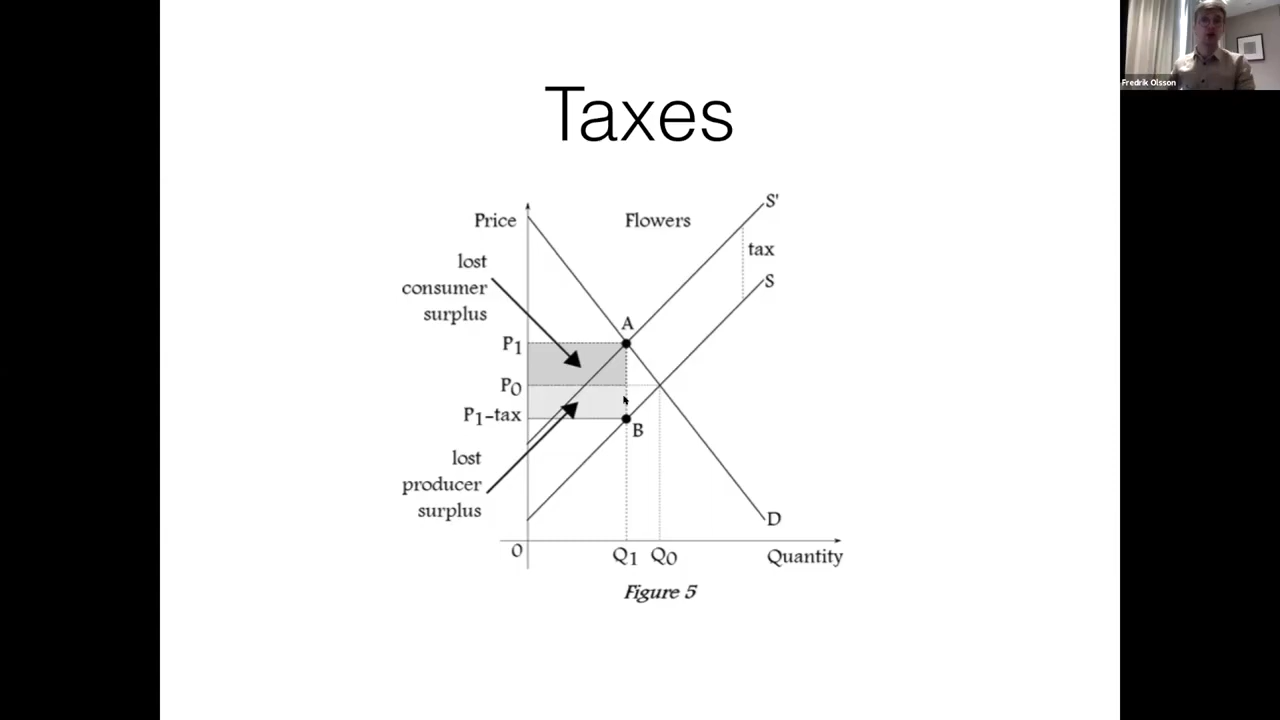 Fredrik Olsson
Taxes
S'
Price
Flowers
tax
lost
consumer
surplus
S
A
P1
P0
P1-tax
B
lost
producer
surplus
D
0
Q1 Q0
Quantity
Figure 5